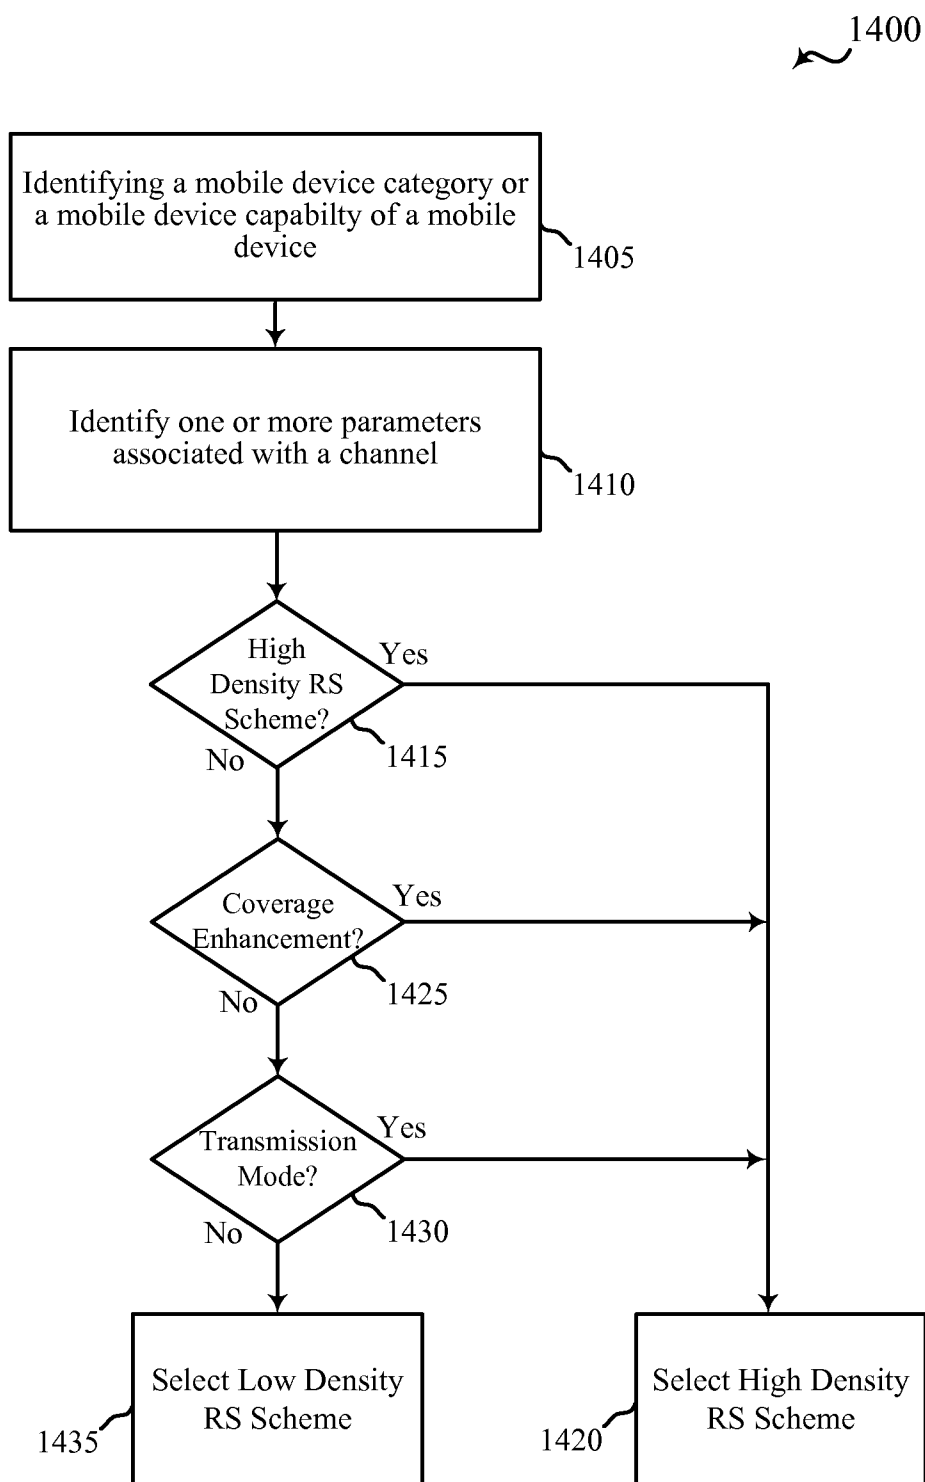 1400
Identifying a mobile device category or
a mobile device capabilty of a mobile
device
1405
Identify one or more parameters
associated with a channel
1410
High
Density RS
Scheme?
Yes
No
1415
Coverage
Enhancement?
Yes
No
1425
Transmission
Mode?
Yes
No
1430
Select Low Density
RS Scheme
1435
Select High Density
RS Scheme
1420